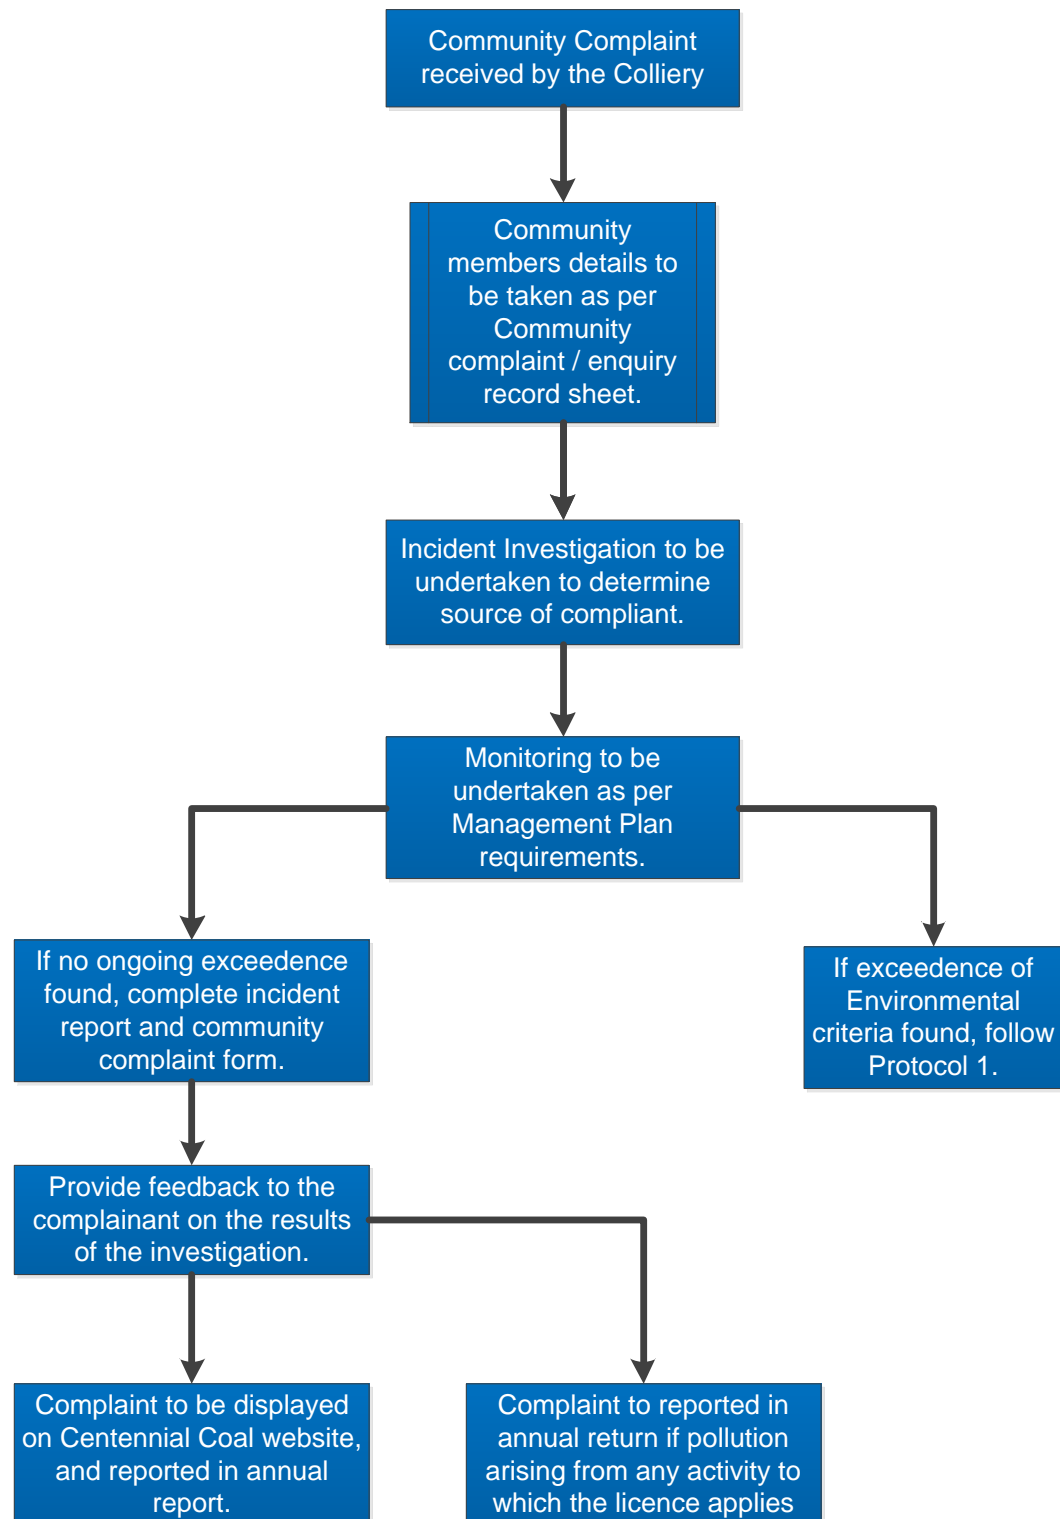 Community Complaint
received by the Colliery
Community
members details to
be taken as per
Community
complaint / enquiry
record sheet.
Incident Investigation to be
undertaken to determine
source of compliant.
Monitoring to be
undertaken as per
Management Plan
requirements.
If no ongoing exceedence
found, complete incident
report and community
complaint form.
If exceedence of
Environmental
criteria found, follow
Protocol 1.
Provide feedback to the
complainant on the results
of the investigation.
Complaint to be displayed
on Centennial Coal website,
and reported in annual
report.
Complaint to reported in
annual return if pollution
arising from any activity to
which the licence applies